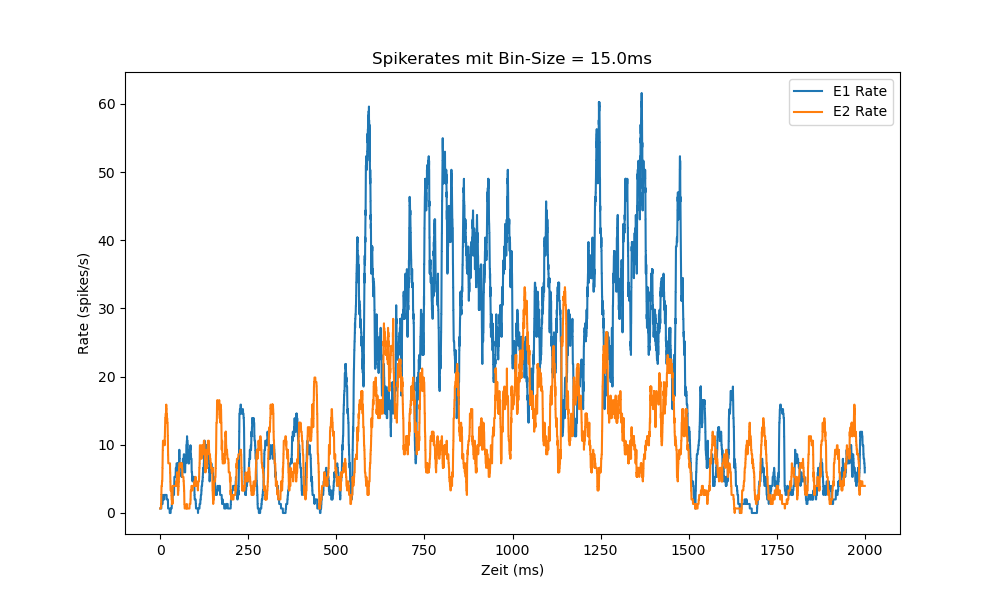 Spikerates mit Bin-Size = 15.0ms
E1 Rate
E2 Rate
60
50
40
30
20
10
0
Rate (spikes/s)
0 250 500 750 1000 1250 1500 1750 2000
Zeit (ms)